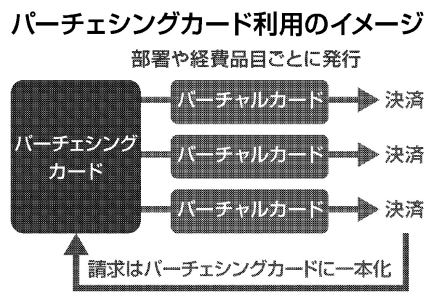 パーチェシングカード利用のイメージ
部署や経費品目ごとに発行
パーチェシング
カード
バーチャルカード
決済
バーチャルカード
決済
バーチャルカード
決済
請求はパーチェシングカードに一本化